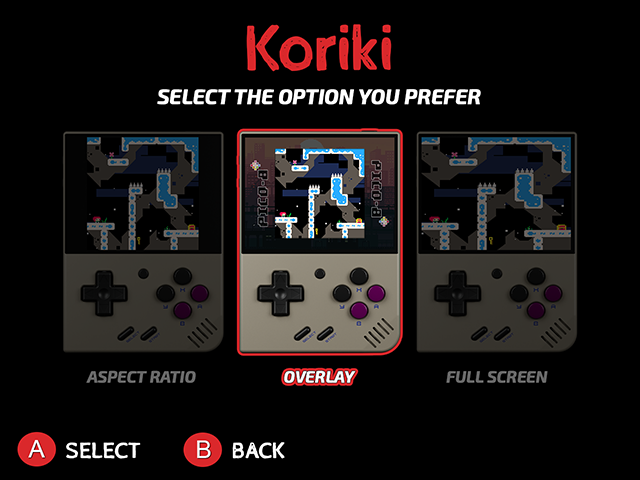 Koriki
SELECT THE OPTION YOU PREFER
PICO-8
PICO-8
ASPECT RATIO
OVERLAY
FULL SCREEN
A SELECT
B BACK